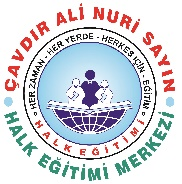 ÇAVDIR ALİ NURİ SAYIN
HER ZAMAN - HER YERDE - HERKES İÇİN - EĞİTİM
HALK EĞİTİMİ
HALK EĞİTİMİ MERKEZİ